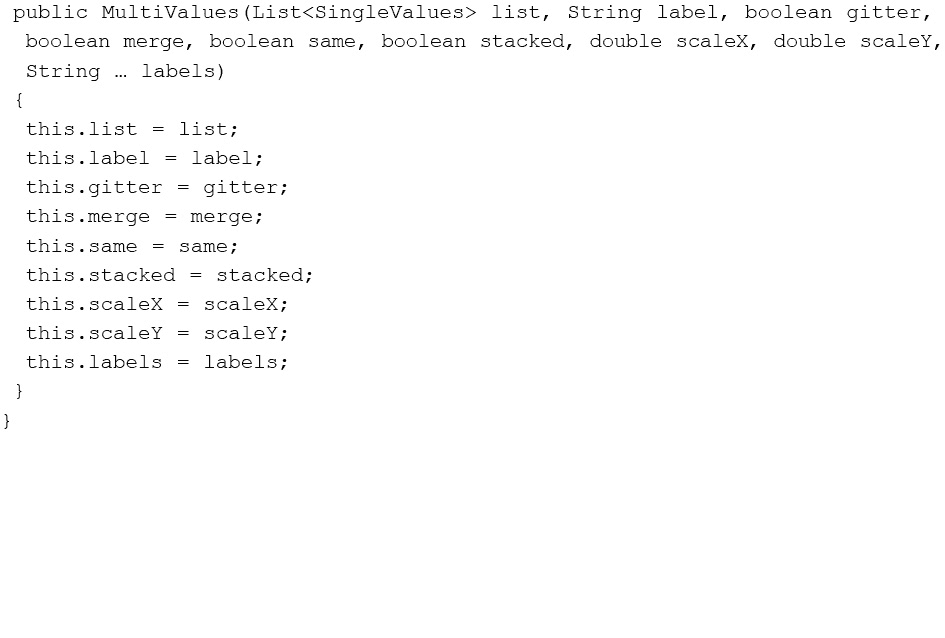 public MultiValues(List<SingleValues> list, String label, boolean gitter,
boolean merge, boolean same, boolean stacked, double scaleX, double scaleY,
String … labels)
{
this.list = list;
this.label = label;
this.gitter = gitter;
this.merge = merge;
this.same = same;
this.stacked = stacked;
this.scaleX = scaleX;
this.scaleY = scaleY;
this.labels = labels;
}
}